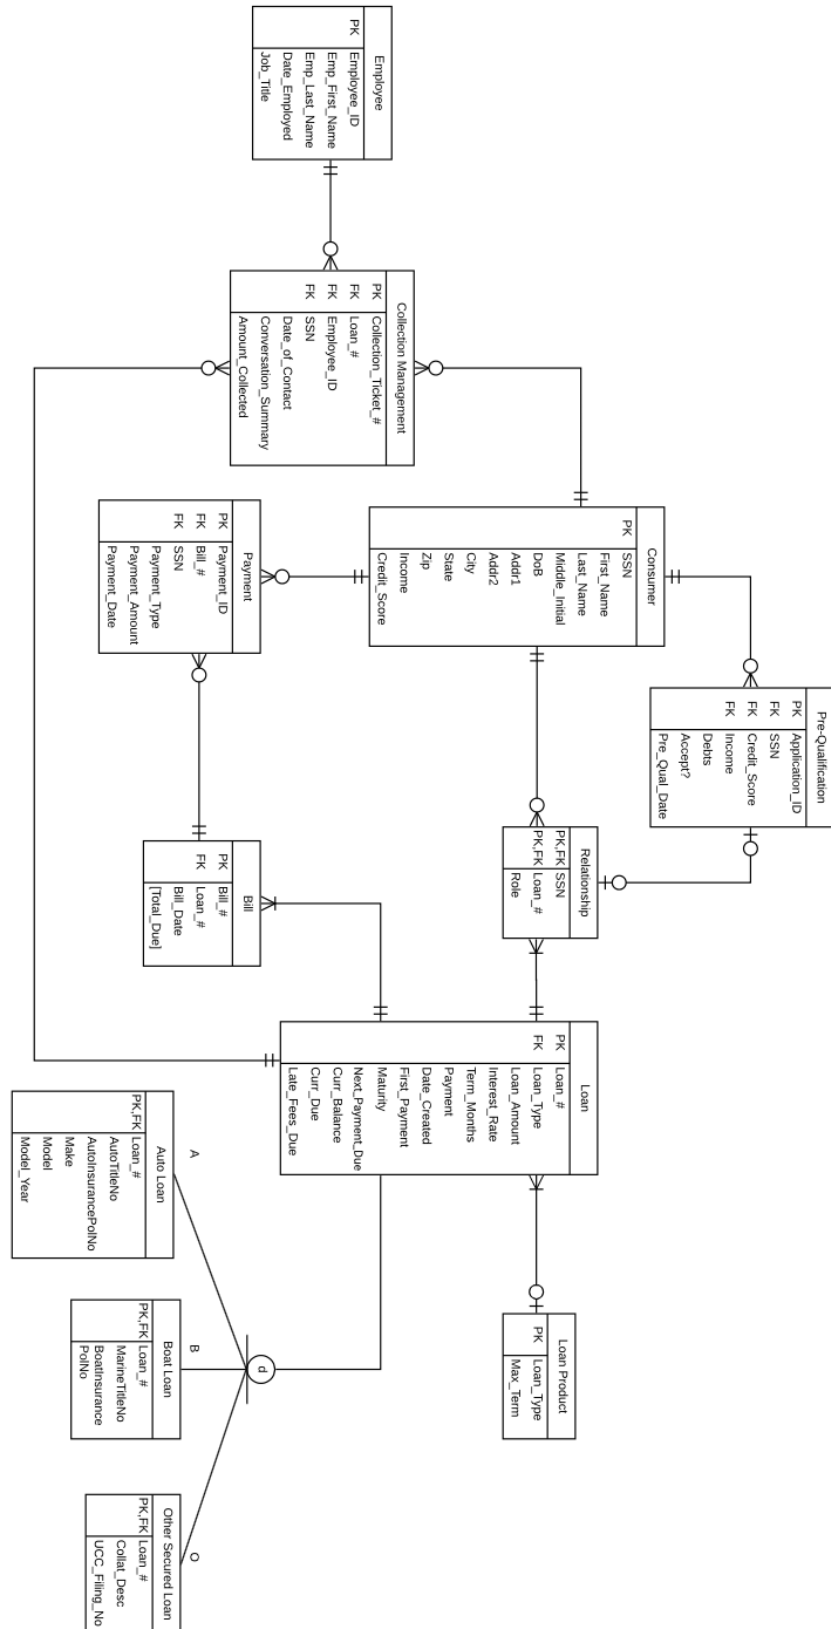 Employee
PK Employee_ID
Emp_First_Name
Emp_Last_Name
Date_Employed
Job_Title
Collection Management
PK Collection_Ticket_#
FK Loan_#
FK Employee_ID
FK SSN
Date_of_Contact
Conversation_Summary
Amount_Collected
Consumer
PK SSN
First_Name
Last_Name
Middle_Initial
DoB
Addr1
Addr2
City
State
Zip
Income
Credit_Score
Payment
PK Payment_ID
FK Bill_#
FK SSN
Payment_Type
Payment_Amount
Payment_Date
Pre-Qualification
PK Application_ID
FK SSN
FK Credit_Score
FK Income
Debts
Accept?
Pre_Qual_Date
Relationship
PK,FK SSN
PK,FK Loan_#
Role
Bill
PK Bill_#
FK Loan_#
Bill_Date
[Total_Due]
Loan
PK Loan_#
FK Loan_Type
Loan_Amount
Interest_Rate
Term_Months
Payment
Date_Created
First_Payment
Maturity
Next_Payment_Due
Curr_Balance
Curr_Due
Late_Fees_Due
Loan Product
PK Loan_Type
Max_Term
d
A
B
O
Auto Loan
PK,FK Loan_#
AutoTitleNo
AutoInsurancePolNo
Make
Model
Model_Year
Boat Loan
PK,FK Loan_#
MarineTitleNo
BoatInsurance
PolNo
Other Secured Loan
PK,FK Loan_#
Collat_Desc
UCC_Filing_No